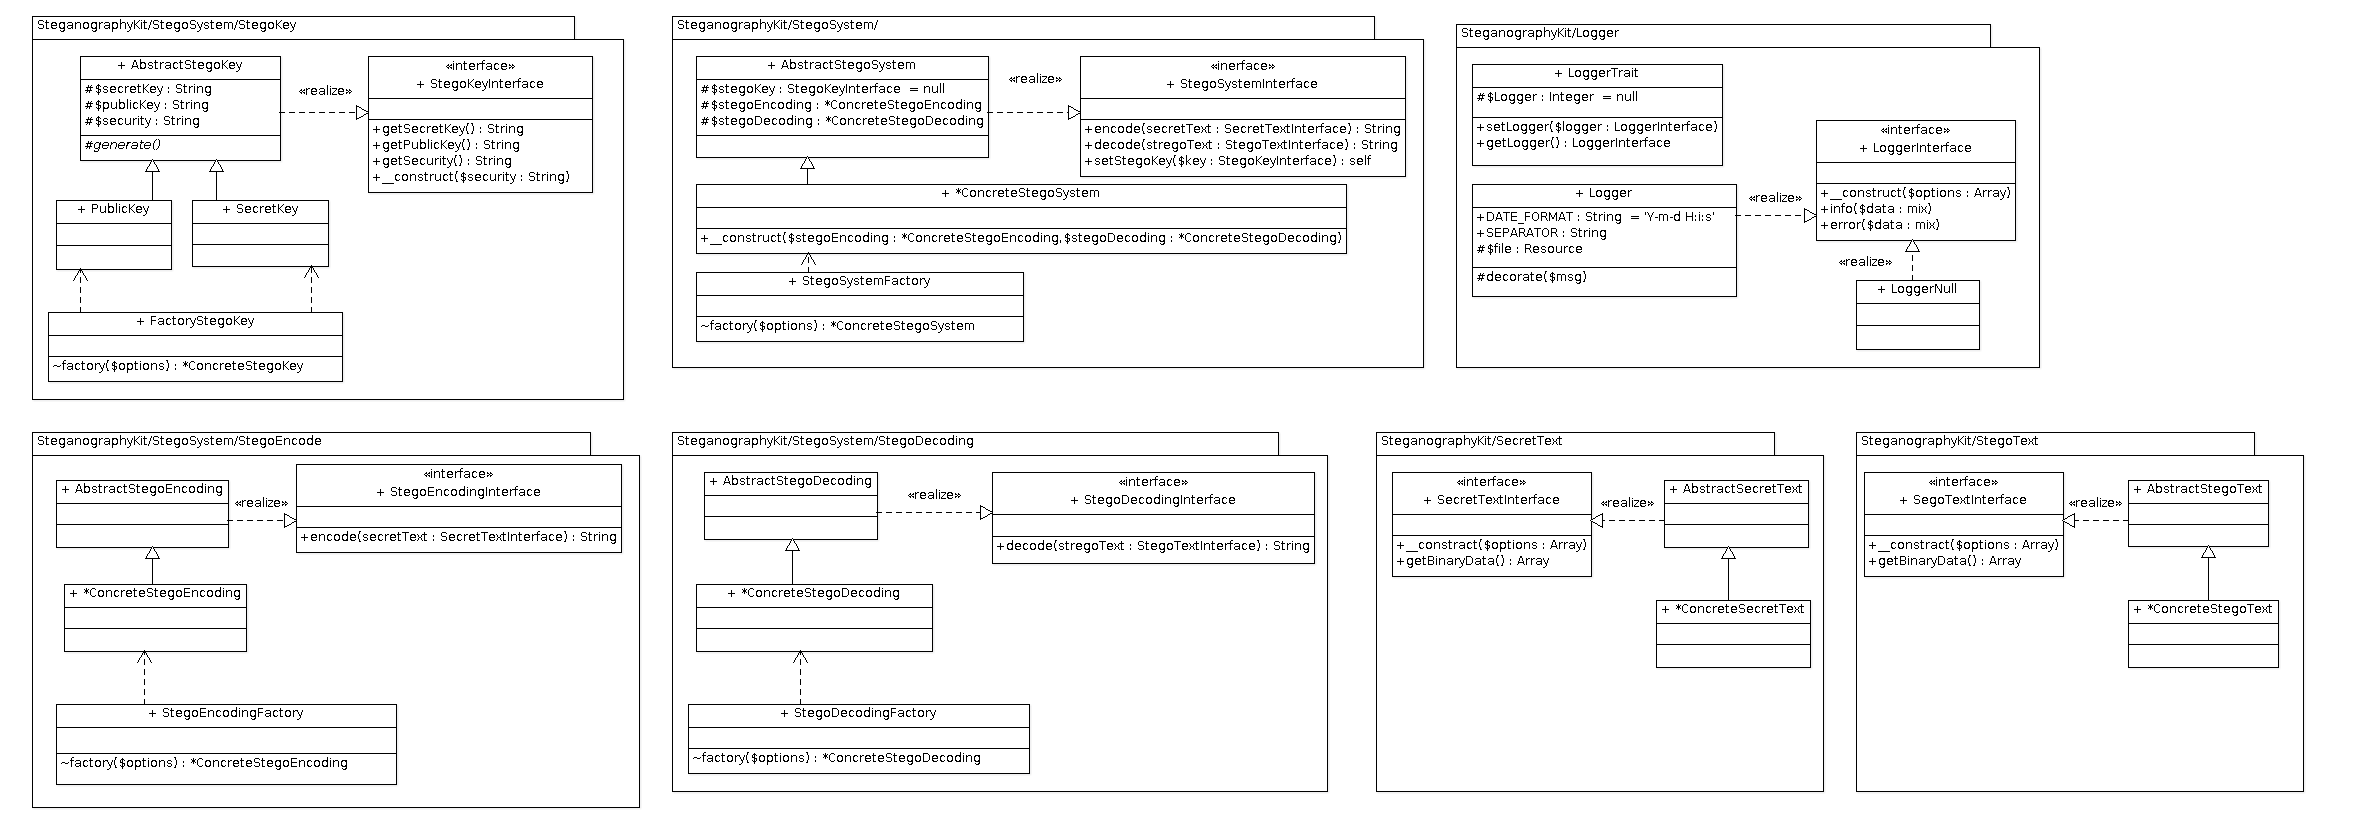 SteganographyKit/StegoSystem/StegoKey
+ AbstractStegoKey
#$secretKey : String
#$publicKey : String
#$security : String
#generate()
«realize»
«interface»
+ StegoKeyInterface
+getSecretKey() : String
+getPublicKey() : String
+getSecurity() : String
+__construct($security : String)
+ PublicKey
+ SecretKey
+ FactoryStegoKey
~factory($options) : *ConcreteStegoKey
SteganographyKit/StegoSystem/
+ AbstractStegoSystem
#$stegoKey : StegoKeyInterface = null
#$stegoEncoding : *ConcreteStegoEncoding
#$stegoDecoding : *ConcreteStegoDecoding
«realize»
«inerface»
+ StegoSystemInterface
+encode(secretText : SecretTextInterface) : String
+decode(stregoText : StegoTextInterface) : String
+setStegoKey($key : StegoKeyInterface) : self
+ *ConcreteStegoSystem
+__construct($stegoEncoding : *ConcreteStegoEncoding,$stegoDecoding : *ConcreteStegoDecoding)
+ StegoSystemFactory
~factory($options) : *ConcreteStegoSystem
SteganographyKit/Logger
+ LoggerTrait
#$Logger : Integer = null
+setLogger($logger : LoggerInterface)
+getLogger() : LoggerInterface
«interface»
+ LoggerInterface
+__construct($options : Array)
+info($data : mix)
+error($data : mix)
+ Logger
+DATE_FORMAT : String = 'Y-m-d H:i:s'
+SEPARATOR : String
#$file : Resource
#decorate($msg)
«realize»
«realize»
+ LoggerNull
SteganographyKit/StegoSystem/StegoEncode
+ AbstractStegoEncoding
«realize»
«interface»
+ StegoEncodingInterface
+encode(secretText : SecretTextInterface) : String
+ *ConcreteStegoEncoding
+ StegoEncodingFactory
~factory($options) : *ConcreteStegoEncoding
SteganographyKit/StegoSystem/StegoDecoding
+ AbstractStegoDecoding
«realize»
«interface»
+ StegoDecodingInterface
+decode(stregoText : StegoTextInterface) : String
+ *ConcreteStegoDecoding
+ StegoDecodingFactory
~factory($options) : *ConcreteStegoDecoding
SteganographyKit/SecretText
«interface»
+ SecretTextInterface
+__constract($options : Array)
+getBinaryData() : Array
«realize»
+ AbstractSecretText
+ *ConcreteSecretText
SteganographyKit/StegoText
«interface»
+ SegoTextInterface
+__constract($options : Array)
+getBinaryData() : Array
«realize»
+ AbstractStegoText
+ *ConcreteStegoText